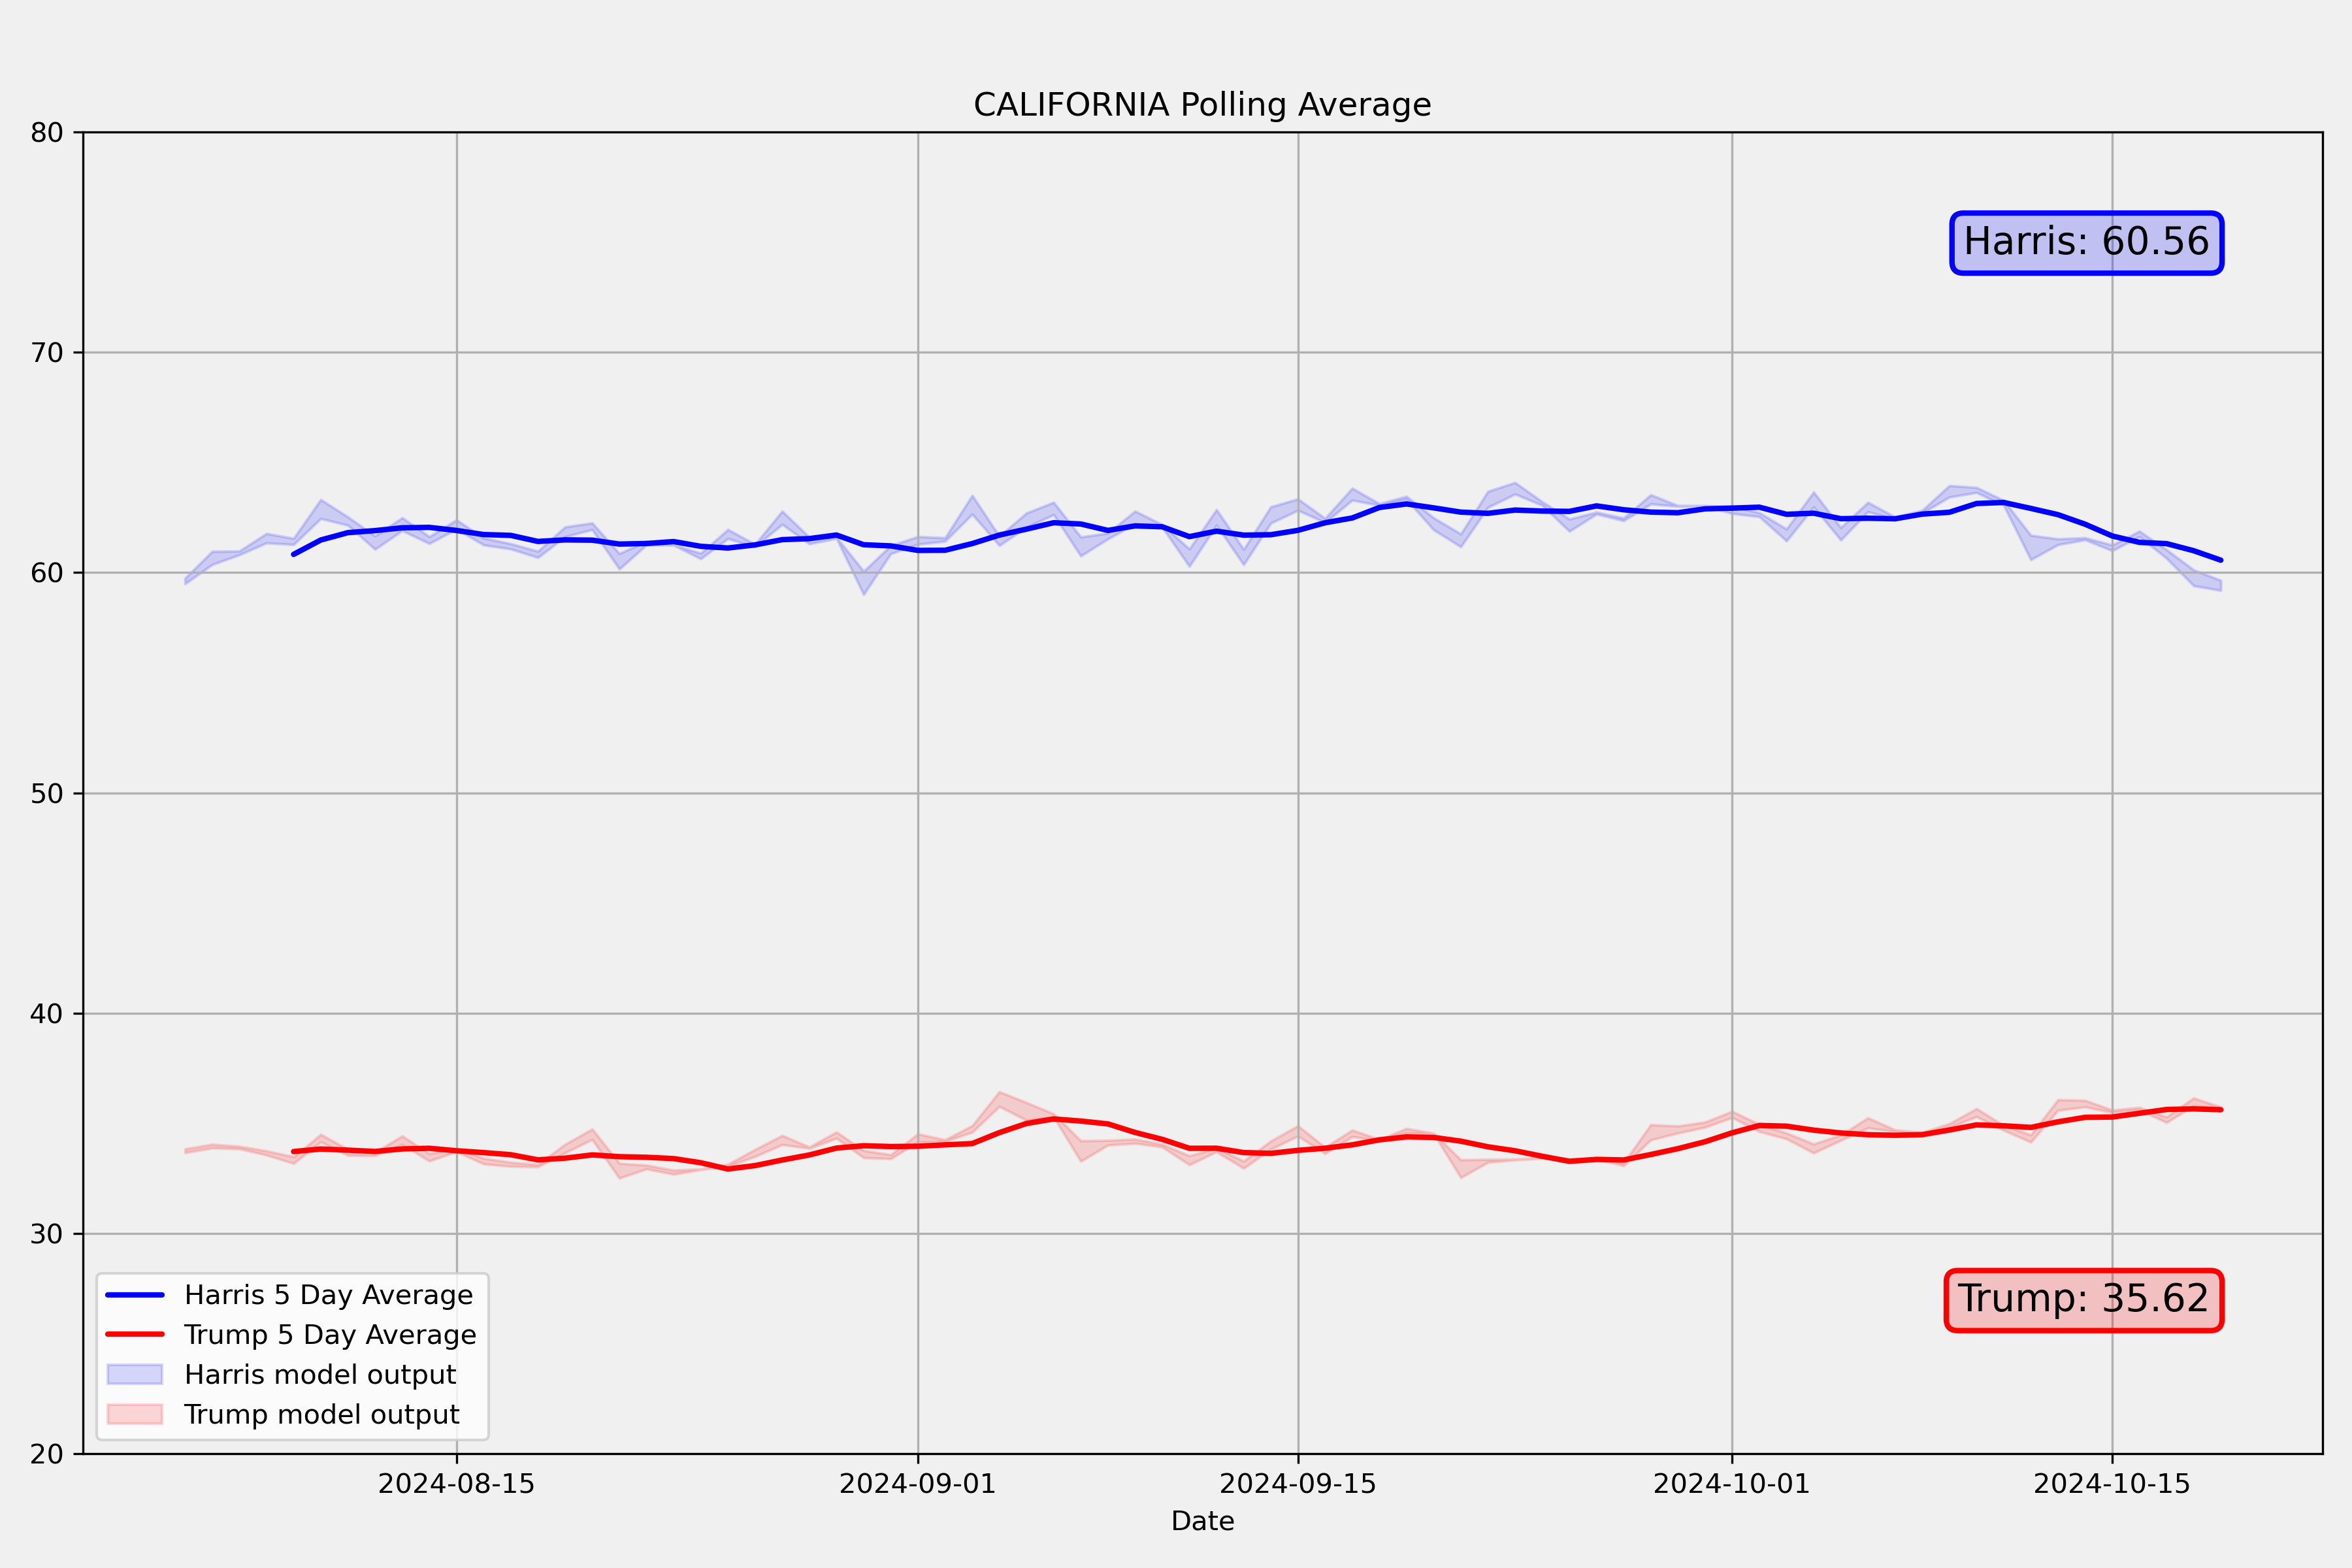 CALIFORNIA Polling Average
80
70
60
50
40
30
20
Harris: 60.56
Trump: 35.62
Harris 5 Day Average
Trump 5 Day Average
Harris model output
Trump model output
2024-08-15
2024-09-01
2024-09-15
2024-10-01
2024-10-15
Date